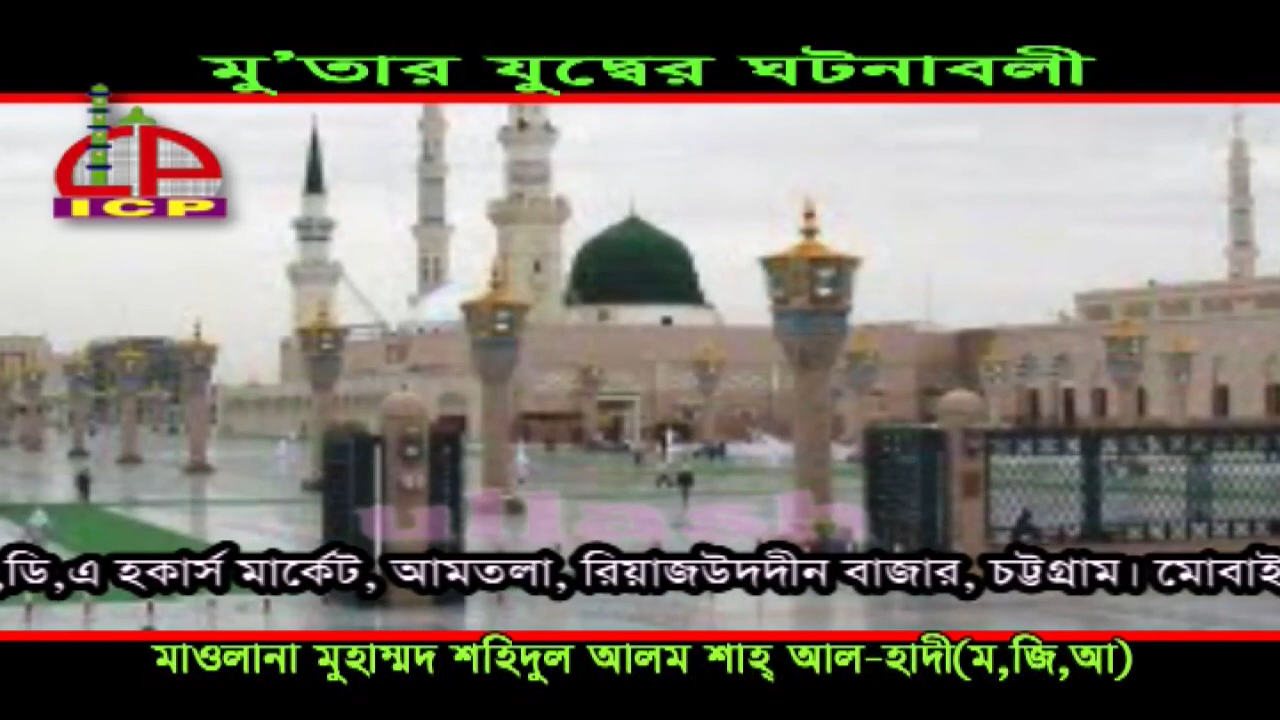 মু’তার যুদ্ধের ঘটনাবলী
ICP
,ডি,এ হকার্স মার্কেট, আমতলা, রিয়াজউদদীন বাজার, চট্টগ্রাম। মোবাই
মাওলানা মুহাম্মদ শহিদুল আলম শাহ্ আল-হাদী(ম,জি,আ)